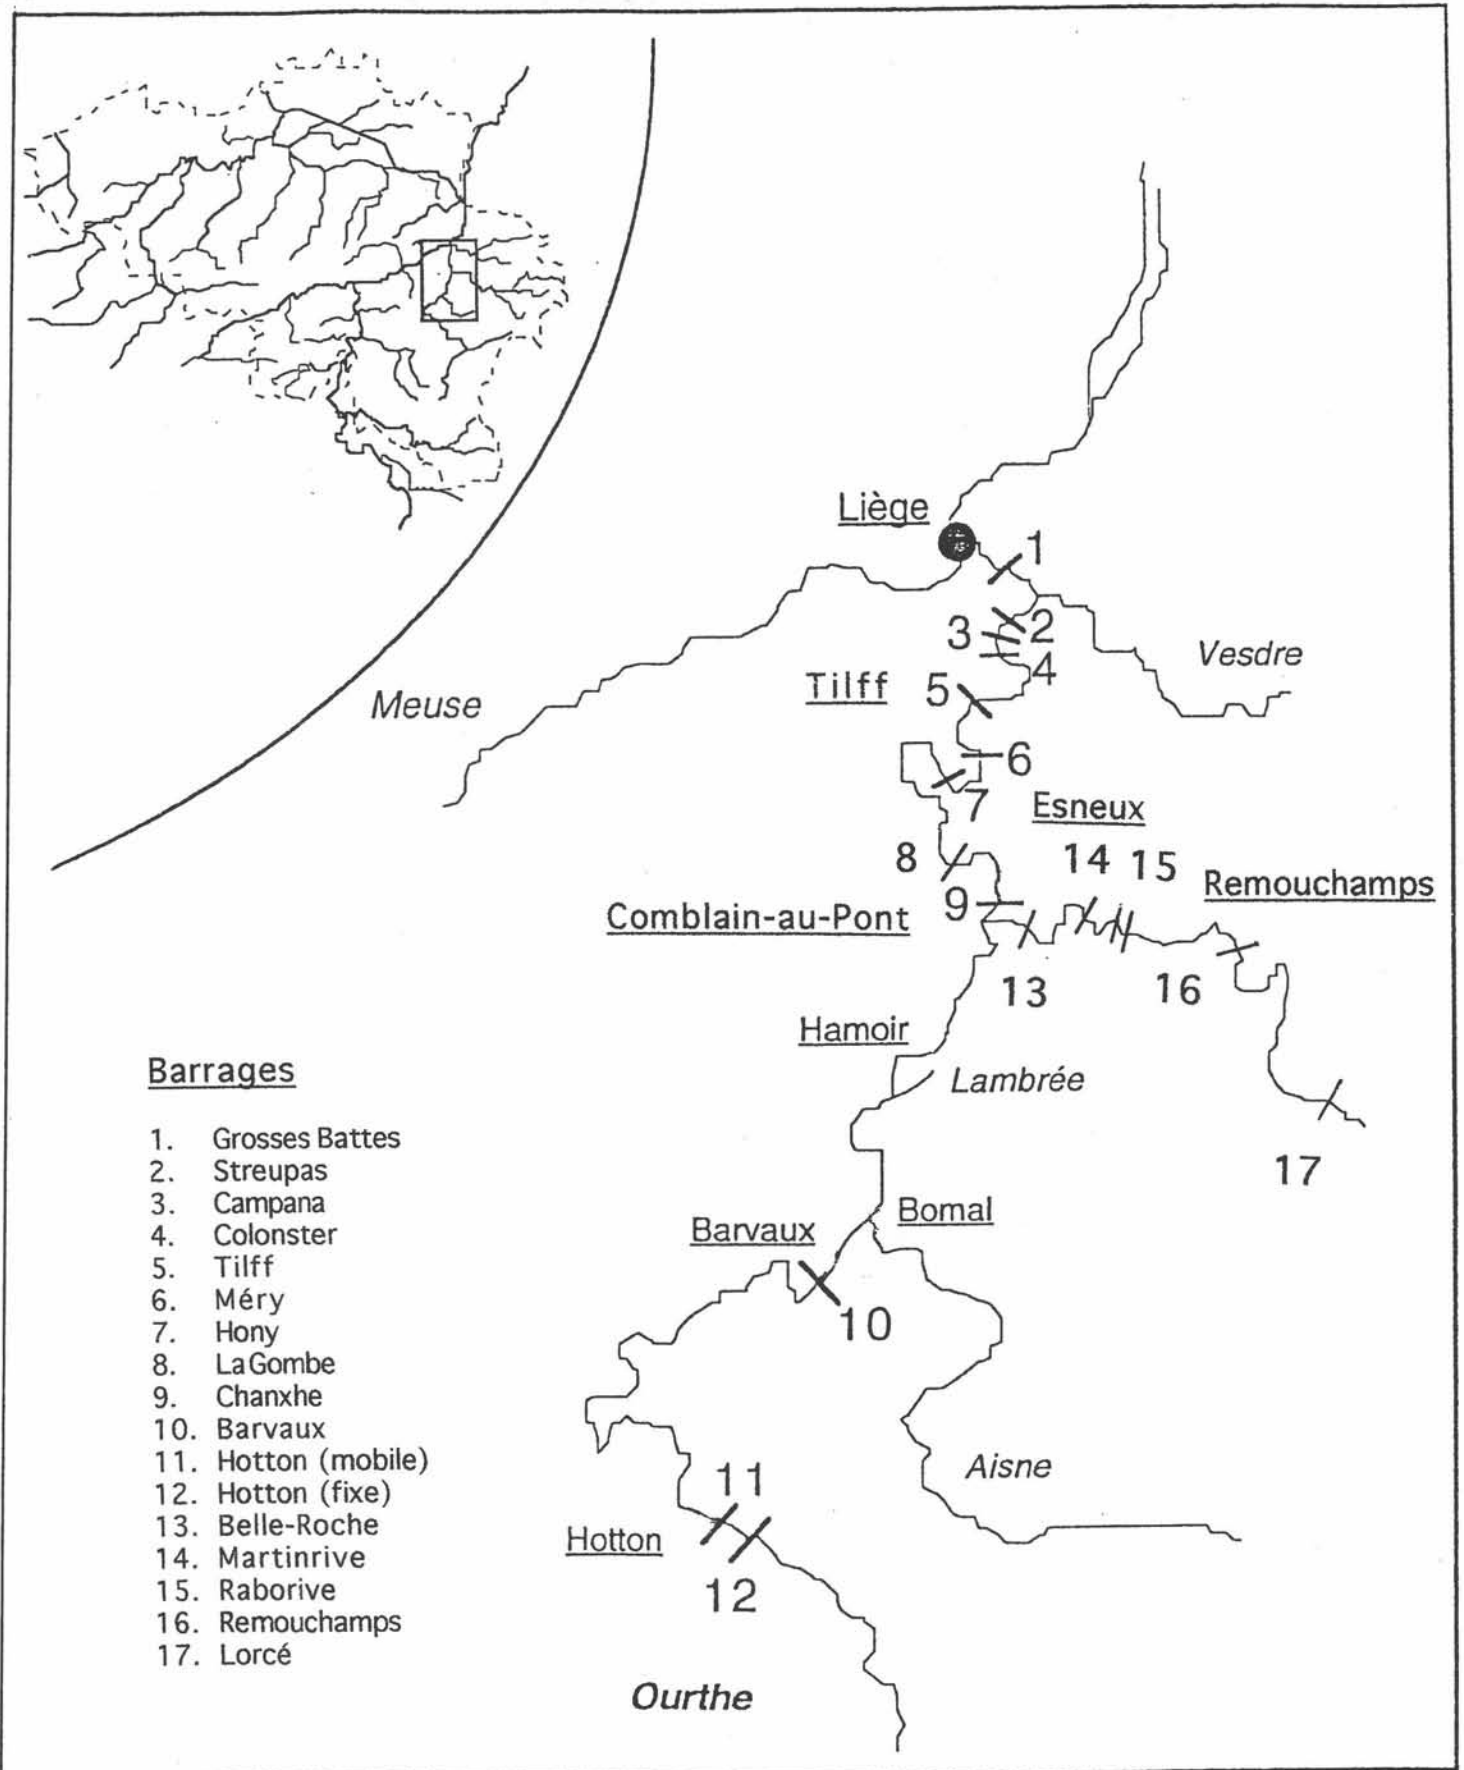 Liège
1
2
3
4
Vesdre
Meuse
Tilff
5
6
7
Esneux
8
14
15
Remouchamps
9
Comblain-au-Pont
13
16
Hamoir
Lambrée
17
Barrages
1. Grosses Battes
2. Streupas
3. Campana
4. Colonster
5. Tilff
6. Méry
7. Hony
8. La Gombe
9. Chanxhe
10. Barvaux
11. Hotton (mobile)
12. Hotton (fixe)
13. Belle-Roche
14. Martinrive
15. Raborive
16. Remouchamps
17. Lorcé
Bomal
Barvaux
10
Aisne
11
Hotton
12
Ourthe